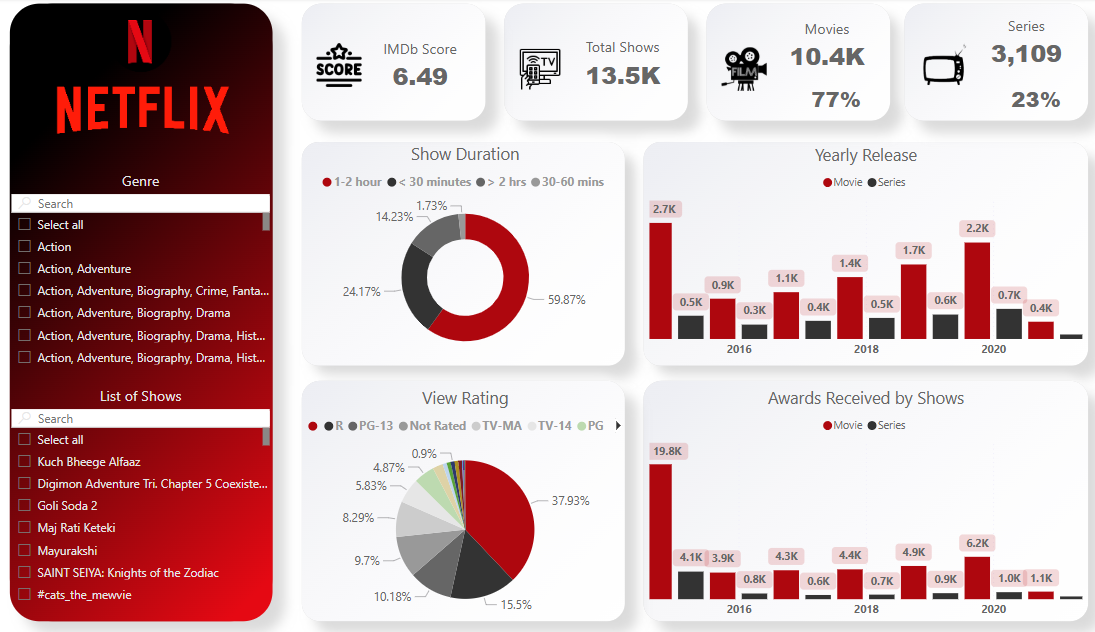 N
NETFLIX
Genre
Search
Select all
Action
Action, Adventure
Action, Adventure, Biography, Crime, Fanta...
Action, Adventure, Biography, Drama
Action, Adventure, Biography, Drama, Hist...
Action, Adventure, Biography, Drama, Hist...
List of Shows
Search
Select all
Kuch Bheege Alfaaz
Digimon Adventure Tri. Chapter 5 Coexiste...
Goli Soda 2
Maj Rati Keteki
Mayurakshi
SAINT SEIYA: Knights of the Zodiac
#cats_the_mewvie
SCORE
IMDb Score
6.49
TV
Total Shows
13.5K
FILM
Movies
10.4K
77%
Series
3,109
23%
Show Duration
1-2 hour < 30 minutes > 2 hrs 30-60 mins
1.73%
14.23%
24.17%
59.87%
Yearly Release
Movie Series
2.7K
0.5K
0.9K
0.3K
1.1K
0.4K
1.4K
0.5K
1.7K
0.6K
2.2K
0.7K
0.4K
2016 2018 2020
View Rating
R PG-13 Not Rated TV-MA TV-14 PG
0.9%
4.87%
5.83%
8.29%
9.7%
10.18%
15.5%
37.93%
Awards Received by Shows
Movie Series
19.8K
4.1K
3.9K
0.8K
4.3K
0.6K
4.4K
0.7K
4.9K
0.9K
6.2K
1.0K
1.1K
2016 2018 2020